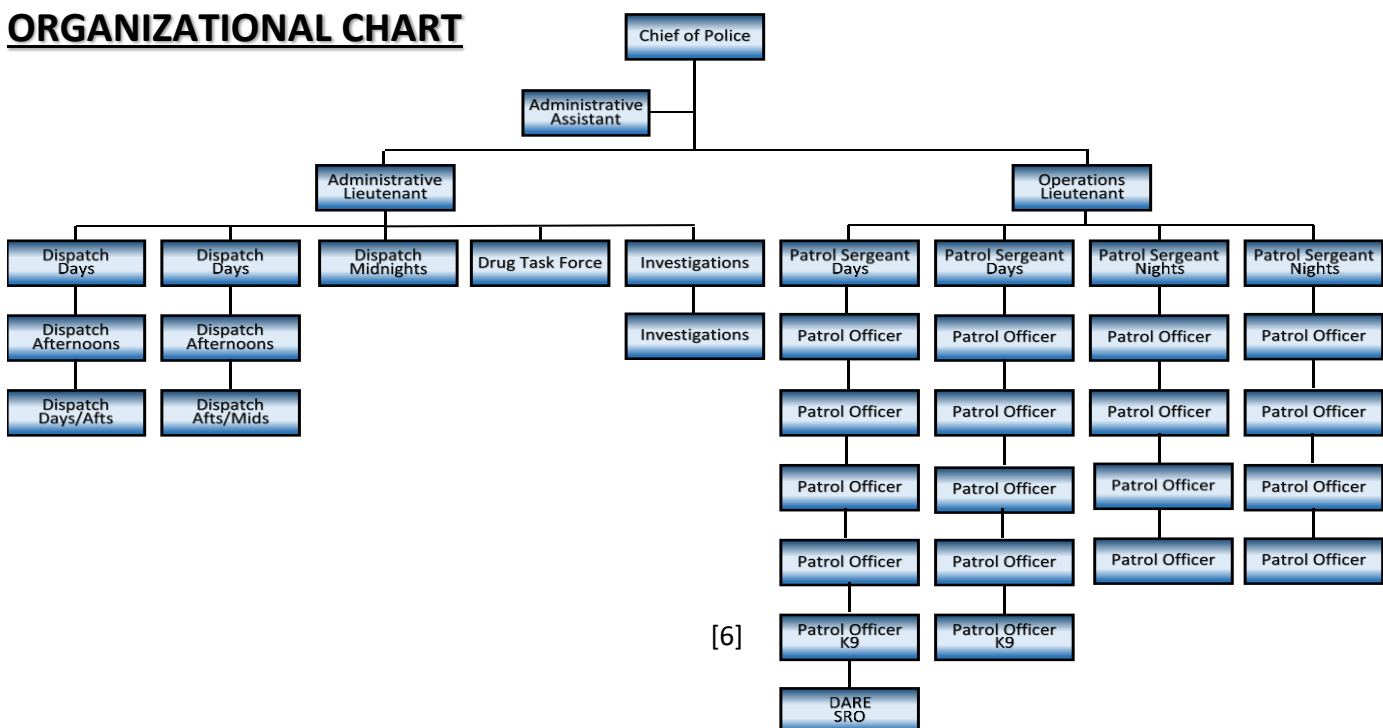 ORGANIZATIONAL CHART
Chief of Police
Administrative
Assistant
Administrative
Lieutenant
Operations
Lieutenant
Dispatch
Days
Dispatch
Days
Dispatch
Midnights
Drug Task Force
Investigations
Patrol Sergeant
Days
Patrol Sergeant
Days
Patrol Sergeant
Nights
Patrol Sergeant
Nights
Dispatch
Afternoons
Dispatch
Afternoons
Investigations
Patrol Officer
Patrol Officer
Patrol Officer
Patrol Officer
Dispatch
Days/Afts
Dispatch
Afts/Mids
Patrol Officer
Patrol Officer
Patrol Officer
Patrol Officer
Patrol Officer
Patrol Officer
Patrol Officer
Patrol Officer
Patrol Officer
Patrol Officer
Patrol Officer
Patrol Officer
[6]
Patrol Officer
K9
Patrol Officer
K9
DARE
SRO